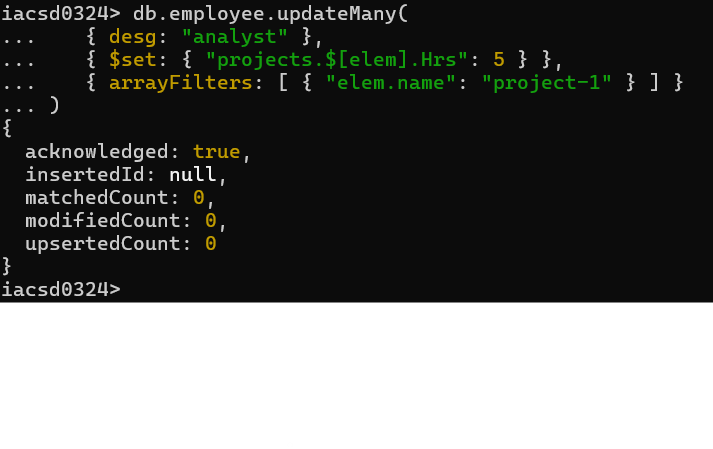 iacsd0324> db.employee.updateMany(
...    { desg: "analyst" },
...    { $set: { "projects.$[elem].Hrs": 5 } },
...    { arrayFilters: [ { "elem.name": "project-1" } ] }
... )
{
  acknowledged: true,
  insertedId: null,
  matchedCount: 0,
  modifiedCount: 0,
  upsertedCount: 0
}
iacsd0324>